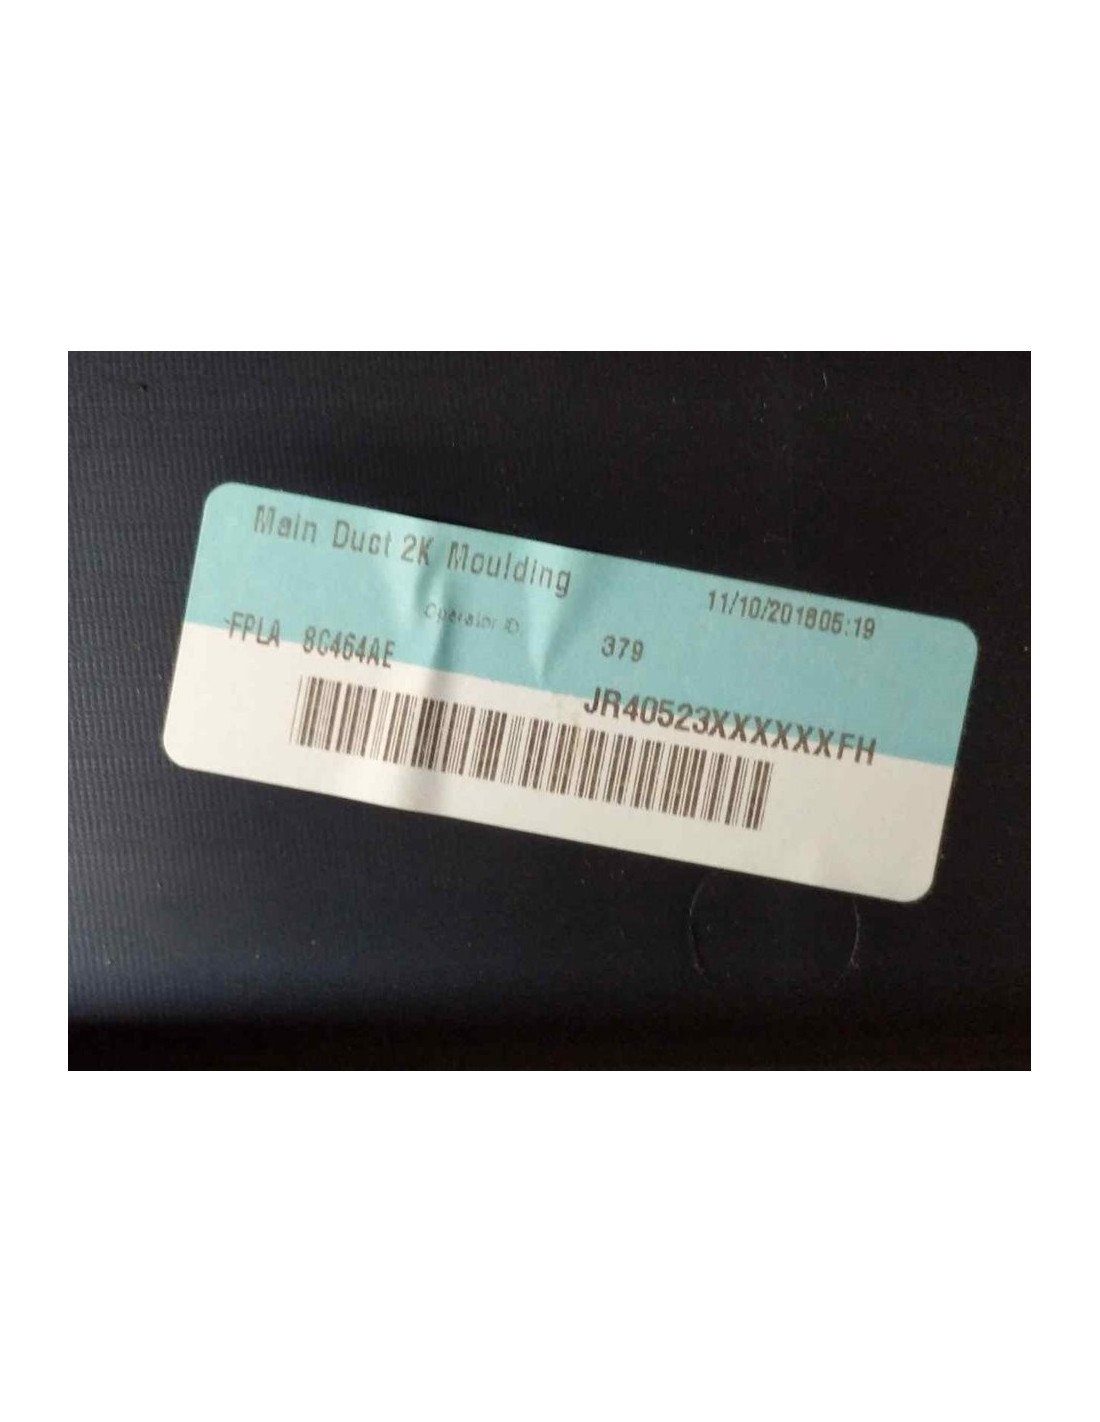 Main Duct 2K Moulding
11/10/201805:19
Operator ID
379
FPLA 8C464AE
JR40523XXXXXXFH